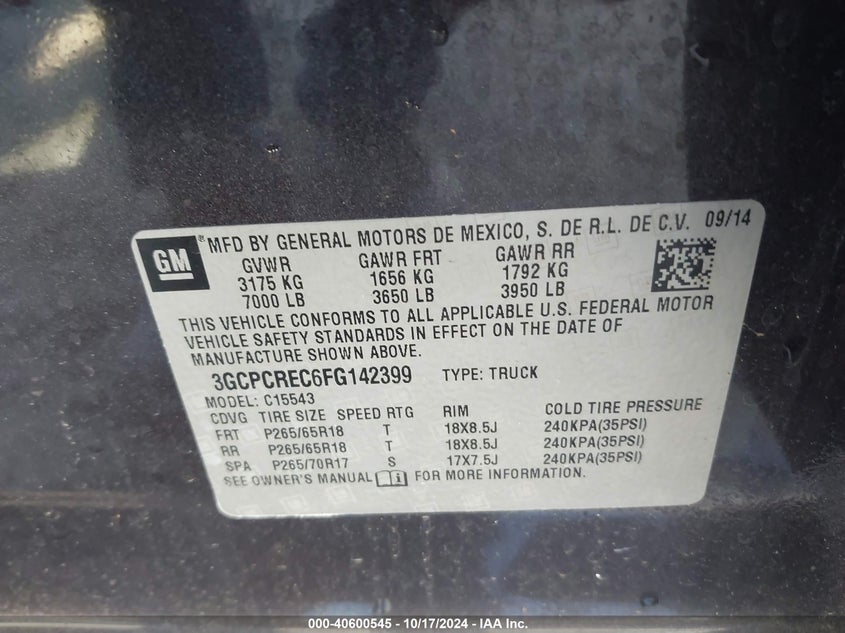 GM ® MFD BY GENERAL MOTORS DE MEXICO, S. DE R.L. DE C.V. 09/14
GVWR GAWR FRT GAWR RR
3175 KG 1656 KG 1792 KG
7000 LB 3650 LB 3950 LB
THIS VEHICLE CONFORMS TO ALL APPLICABLE U.S. FEDERAL MOTOR
VEHICLE SAFETY STANDARDS IN EFFECT ON THE DATE OF
MANUFACTURE SHOWN ABOVE.
3GCPCREC6FG142399 TYPE: TRUCK
MODEL: C15543
CDVG TIRE SIZE SPEED RTG RIM COLD TIRE PRESSURE
FRT P265/65R18 T 18X8.5J 240KPA(35PSI)
RR P265/65R18 T 18X8.5J 240KPA(35PSI)
SPA P265/70R17 S 17X7.5J 240KPA(35PSI)
SEE OWNER'S MANUAL i FOR MORE INFORMATION.
000-40600545 - 10/17/2024 - IAA Inc.